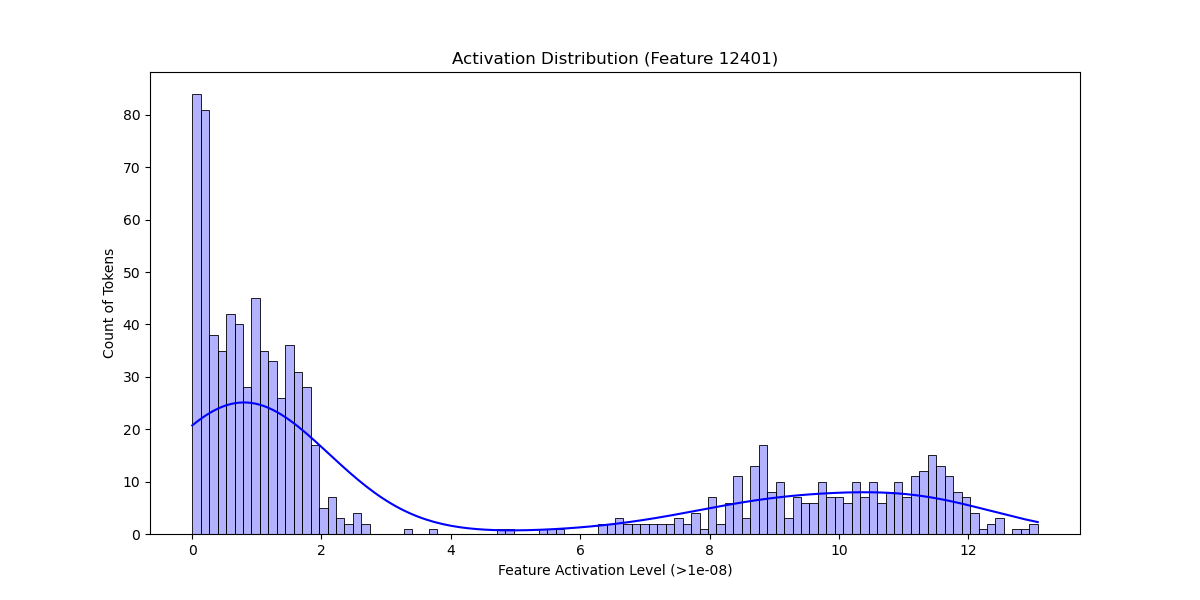 Activation Distribution (Feature 12401)
Count of Tokens
80
70
60
50
40
30
20
10
0
0 2 4 6 8 10 12
Feature Activation Level (>1e-08)